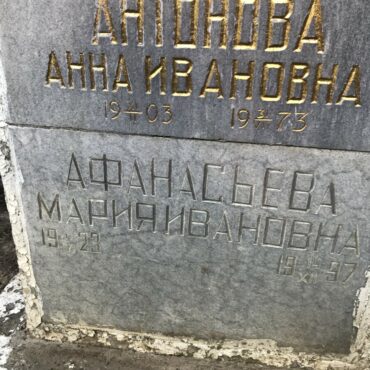 АНТОНОВА
АННА ИВАНОВНА
1903 1973
АФАНАСЬЕВА
МАРИЯ ИВАНОВНА
1923
1997